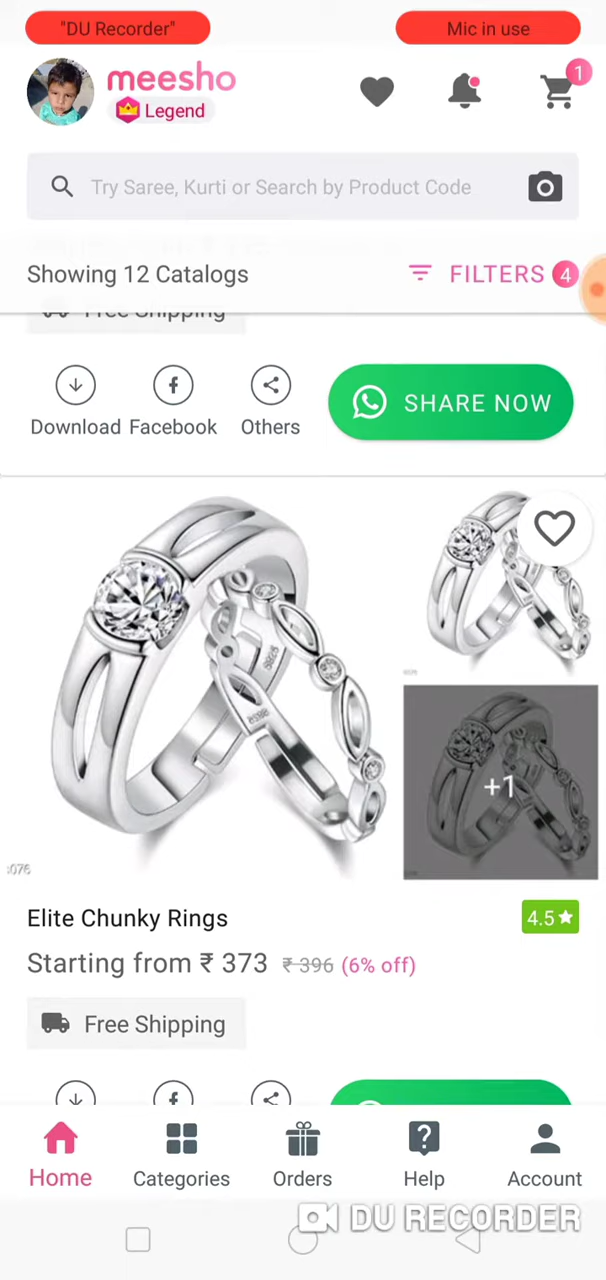 "DU Recorder" Mic in use
meesho
Legend
1
Try Saree, Kurti or Search by Product Code
Showing 12 Catalogs FILTERS 4
Free Shipping
Download Facebook Others SHARE NOW
+1
:076
Elite Chunky Rings 4.5
Starting from ₹ 373 ₹ 396 (6% off)
Free Shipping
Home Categories Orders Help Account
DU RECORDER